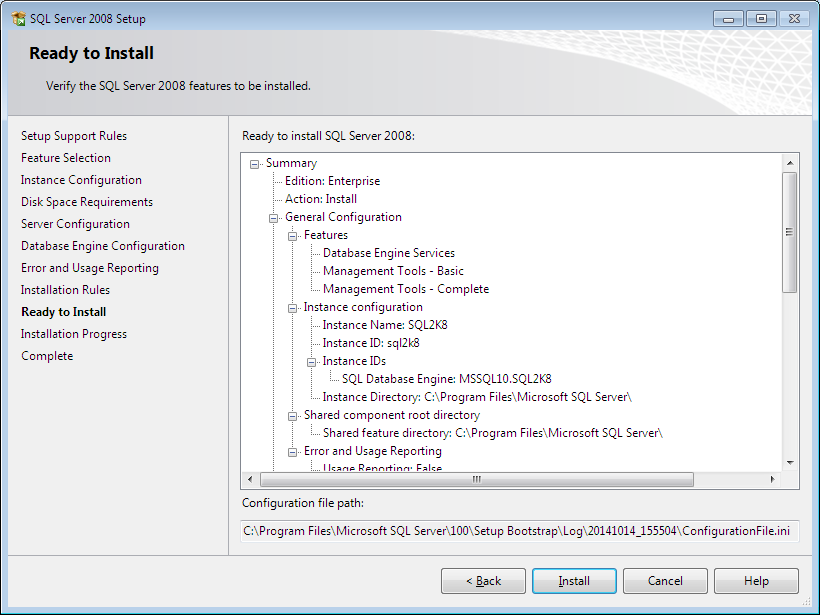 SQL Server 2008 Setup
Ready to Install
Verify the SQL Server 2008 features to be installed.
Setup Support Rules
Feature Selection
Instance Configuration
Disk Space Requirements
Server Configuration
Database Engine Configuration
Error and Usage Reporting
Installation Rules
Ready to Install
Installation Progress
Complete
Ready to install SQL Server 2008:
Summary
Edition: Enterprise
Action: Install
General Configuration
Features
Database Engine Services
Management Tools - Basic
Management Tools - Complete
Instance configuration
Instance Name: SQL2K8
Instance ID: sql2k8
Instance IDs
SQL Database Engine: MSSQL10.SQL2K8
Instance Directory: C:\Program Files\Microsoft SQL Server\
Shared component root directory
Shared feature directory: C:\Program Files\Microsoft SQL Server\
Error and Usage Reporting
Usage Reporting: False
Configuration file path:
C:\Program Files\Microsoft SQL Server\100\Setup Bootstrap\Log\20141014_155504\ConfigurationFile.ini
< Back
Install
Cancel
Help